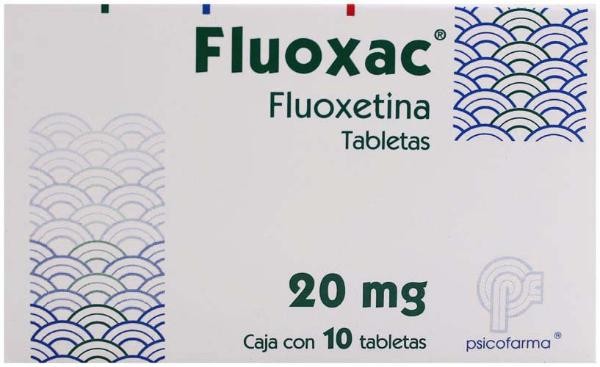 Fluoxac®
Fluoxetina
Tabletas
20 mg
Caja con 10 tabletas
psicofarma®